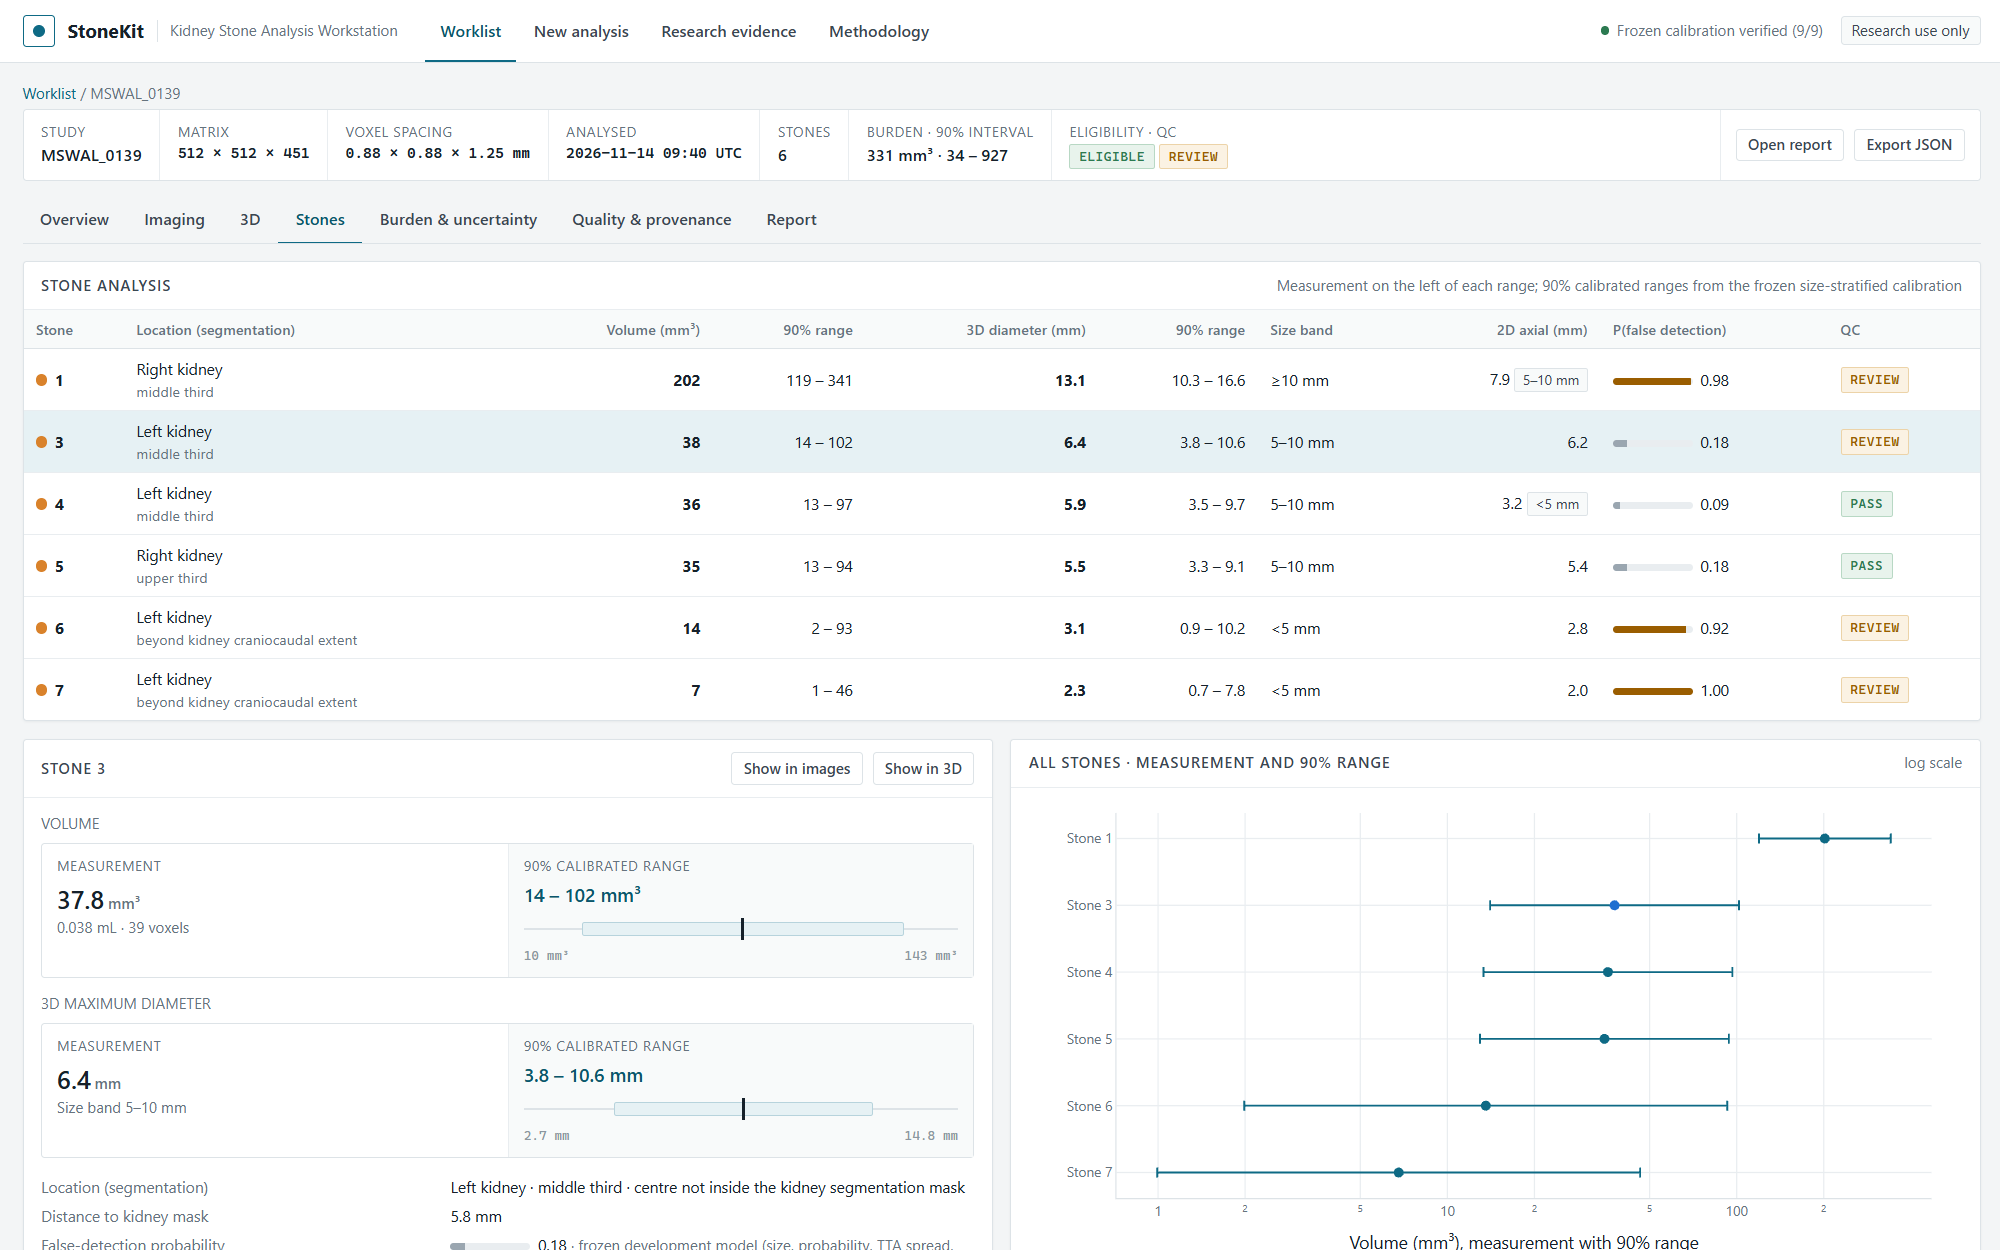 StoneKit
Kidney Stone Analysis Workstation
Worklist
New analysis
Research evidence
Methodology
Frozen calibration verified (9/9)
Research use only
Worklist / MSWAL_0139
STUDY
MSWAL_0139
MATRIX
512 × 512 × 451
VOXEL SPACING
0.88 × 0.88 × 1.25 mm
ANALYSED
2026-11-14 09:40 UTC
STONES
6
BURDEN · 90% INTERVAL
331 mm³ · 34 – 927
ELIGIBILITY · QC
ELIGIBLE REVIEW
Open report
Export JSON
Overview
Imaging
3D
Stones
Burden & uncertainty
Quality & provenance
Report
STONE ANALYSIS
Measurement on the left of each range; 90% calibrated ranges from the frozen size-stratified calibration
Stone Location (segmentation) Volume (mm³) 90% range 3D diameter (mm) 90% range Size band 2D axial (mm) P(false detection) QC
1 Right kidney 202 119 – 341 13.1 10.3 – 16.6 ≥10 mm 7.9 5–10 mm 0.98 REVIEW
middle third
3 Left kidney 38 14 – 102 6.4 3.8 – 10.6 5–10 mm 6.2 0.18 REVIEW
middle third
4 Left kidney 36 13 – 97 5.9 3.5 – 9.7 5–10 mm 3.2 <5 mm 0.09 PASS
middle third
5 Right kidney 35 13 – 94 5.5 3.3 – 9.1 5–10 mm 5.4 0.18 PASS
upper third
6 Left kidney 14 2 – 93 3.1 0.9 – 10.2 <5 mm 2.8 0.92 REVIEW
beyond kidney craniocaudal extent
7 Left kidney 7 1 – 46 2.3 0.7 – 7.8 <5 mm 2.0 1.00 REVIEW
beyond kidney craniocaudal extent
STONE 3
Show in images
Show in 3D
VOLUME
MEASUREMENT
37.8 mm³
0.038 mL · 39 voxels
90% CALIBRATED RANGE
14 – 102 mm³
10 mm³ 143 mm³
3D MAXIMUM DIAMETER
MEASUREMENT
6.4 mm
Size band 5–10 mm
90% CALIBRATED RANGE
3.8 – 10.6 mm
2.7 mm 14.8 mm
Location (segmentation) Left kidney · middle third · centre not inside the kidney segmentation mask
Distance to kidney mask 5.8 mm
False-detection probability 0.18 · frozen development model (size, probability, TTA spread,
ALL STONES · MEASUREMENT AND 90% RANGE
log scale
Stone 1
Stone 3
Stone 4
Stone 5
Stone 6
Stone 7
1 2 5 10 2 5 100 2
Volume (mm³), measurement with 90% range